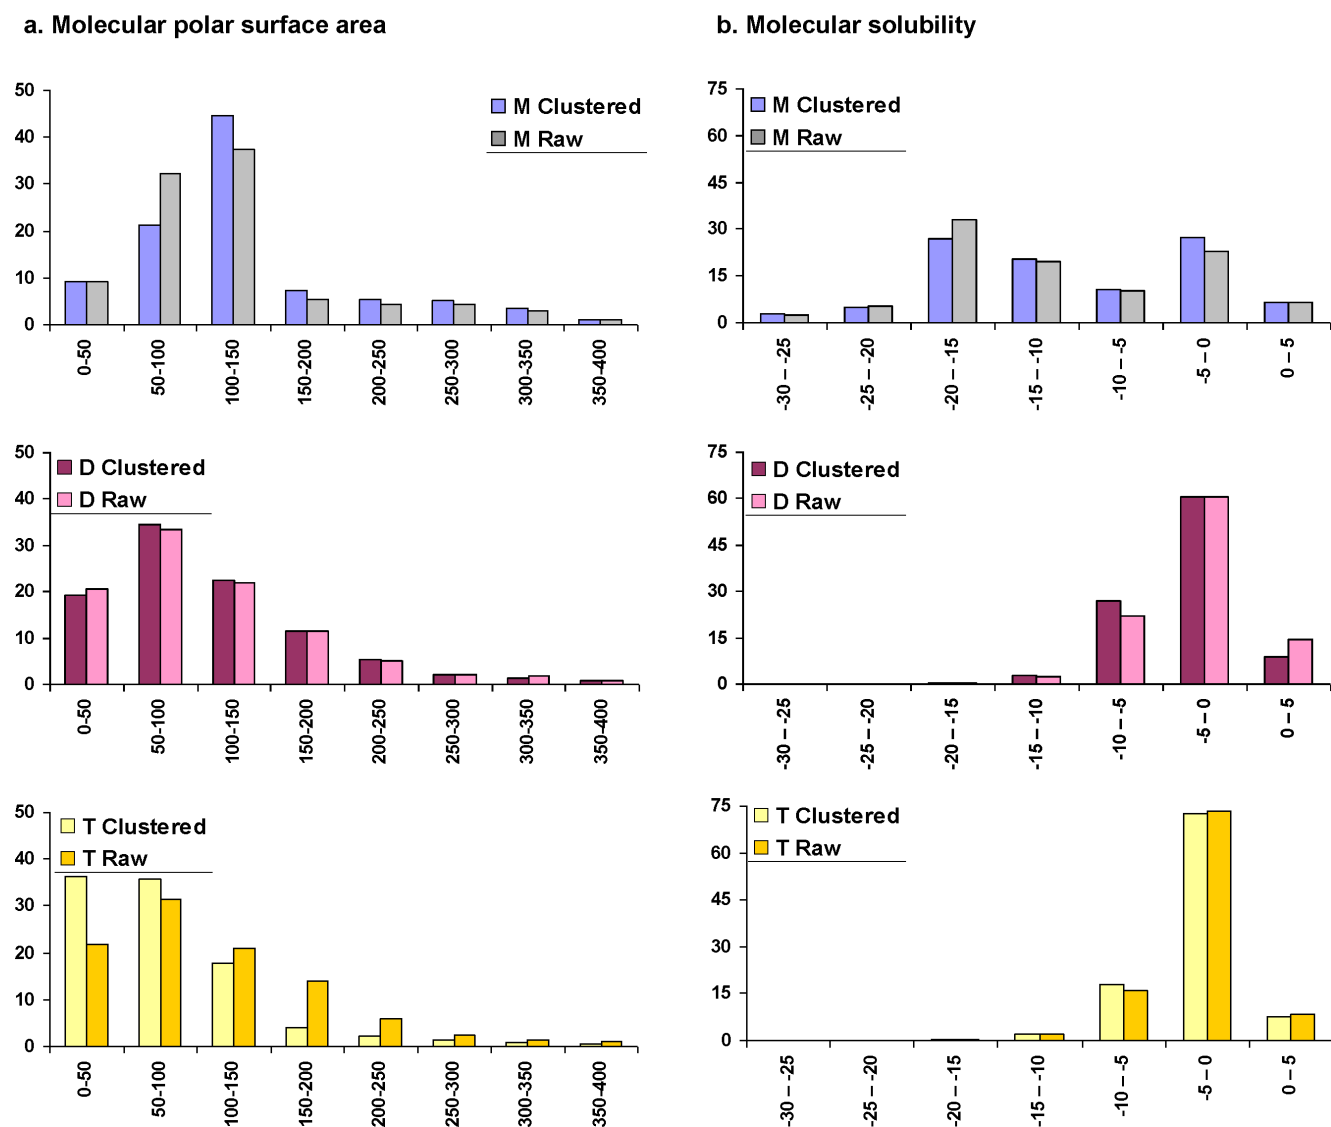 a. Molecular polar surface area
50
40
30
20
10
0
M Clustered
M Raw
0-50
50-100
100-150
150-200
200-250
250-300
300-350
350-400
50
40
30
20
10
0
D Clustered
D Raw
0-50
50-100
100-150
150-200
200-250
250-300
300-350
350-400
50
40
30
20
10
0
T Clustered
T Raw
0-50
50-100
100-150
150-200
200-250
250-300
300-350
350-400
b. Molecular solubility
75
60
45
30
15
0
M Clustered
M Raw
-30 – -25
-25 – -20
-20 – -15
-15 – -10
-10 – -5
-5 – 0
0 – 5
75
60
45
30
15
0
D Clustered
D Raw
-30 – -25
-25 – -20
-20 – -15
-15 – -10
-10 – -5
-5 – 0
0 – 5
75
60
45
30
15
0
T Clustered
T Raw
-30 – -25
-25 – -20
-20 – -15
-15 – -10
-10 – -5
-5 – 0
0 – 5